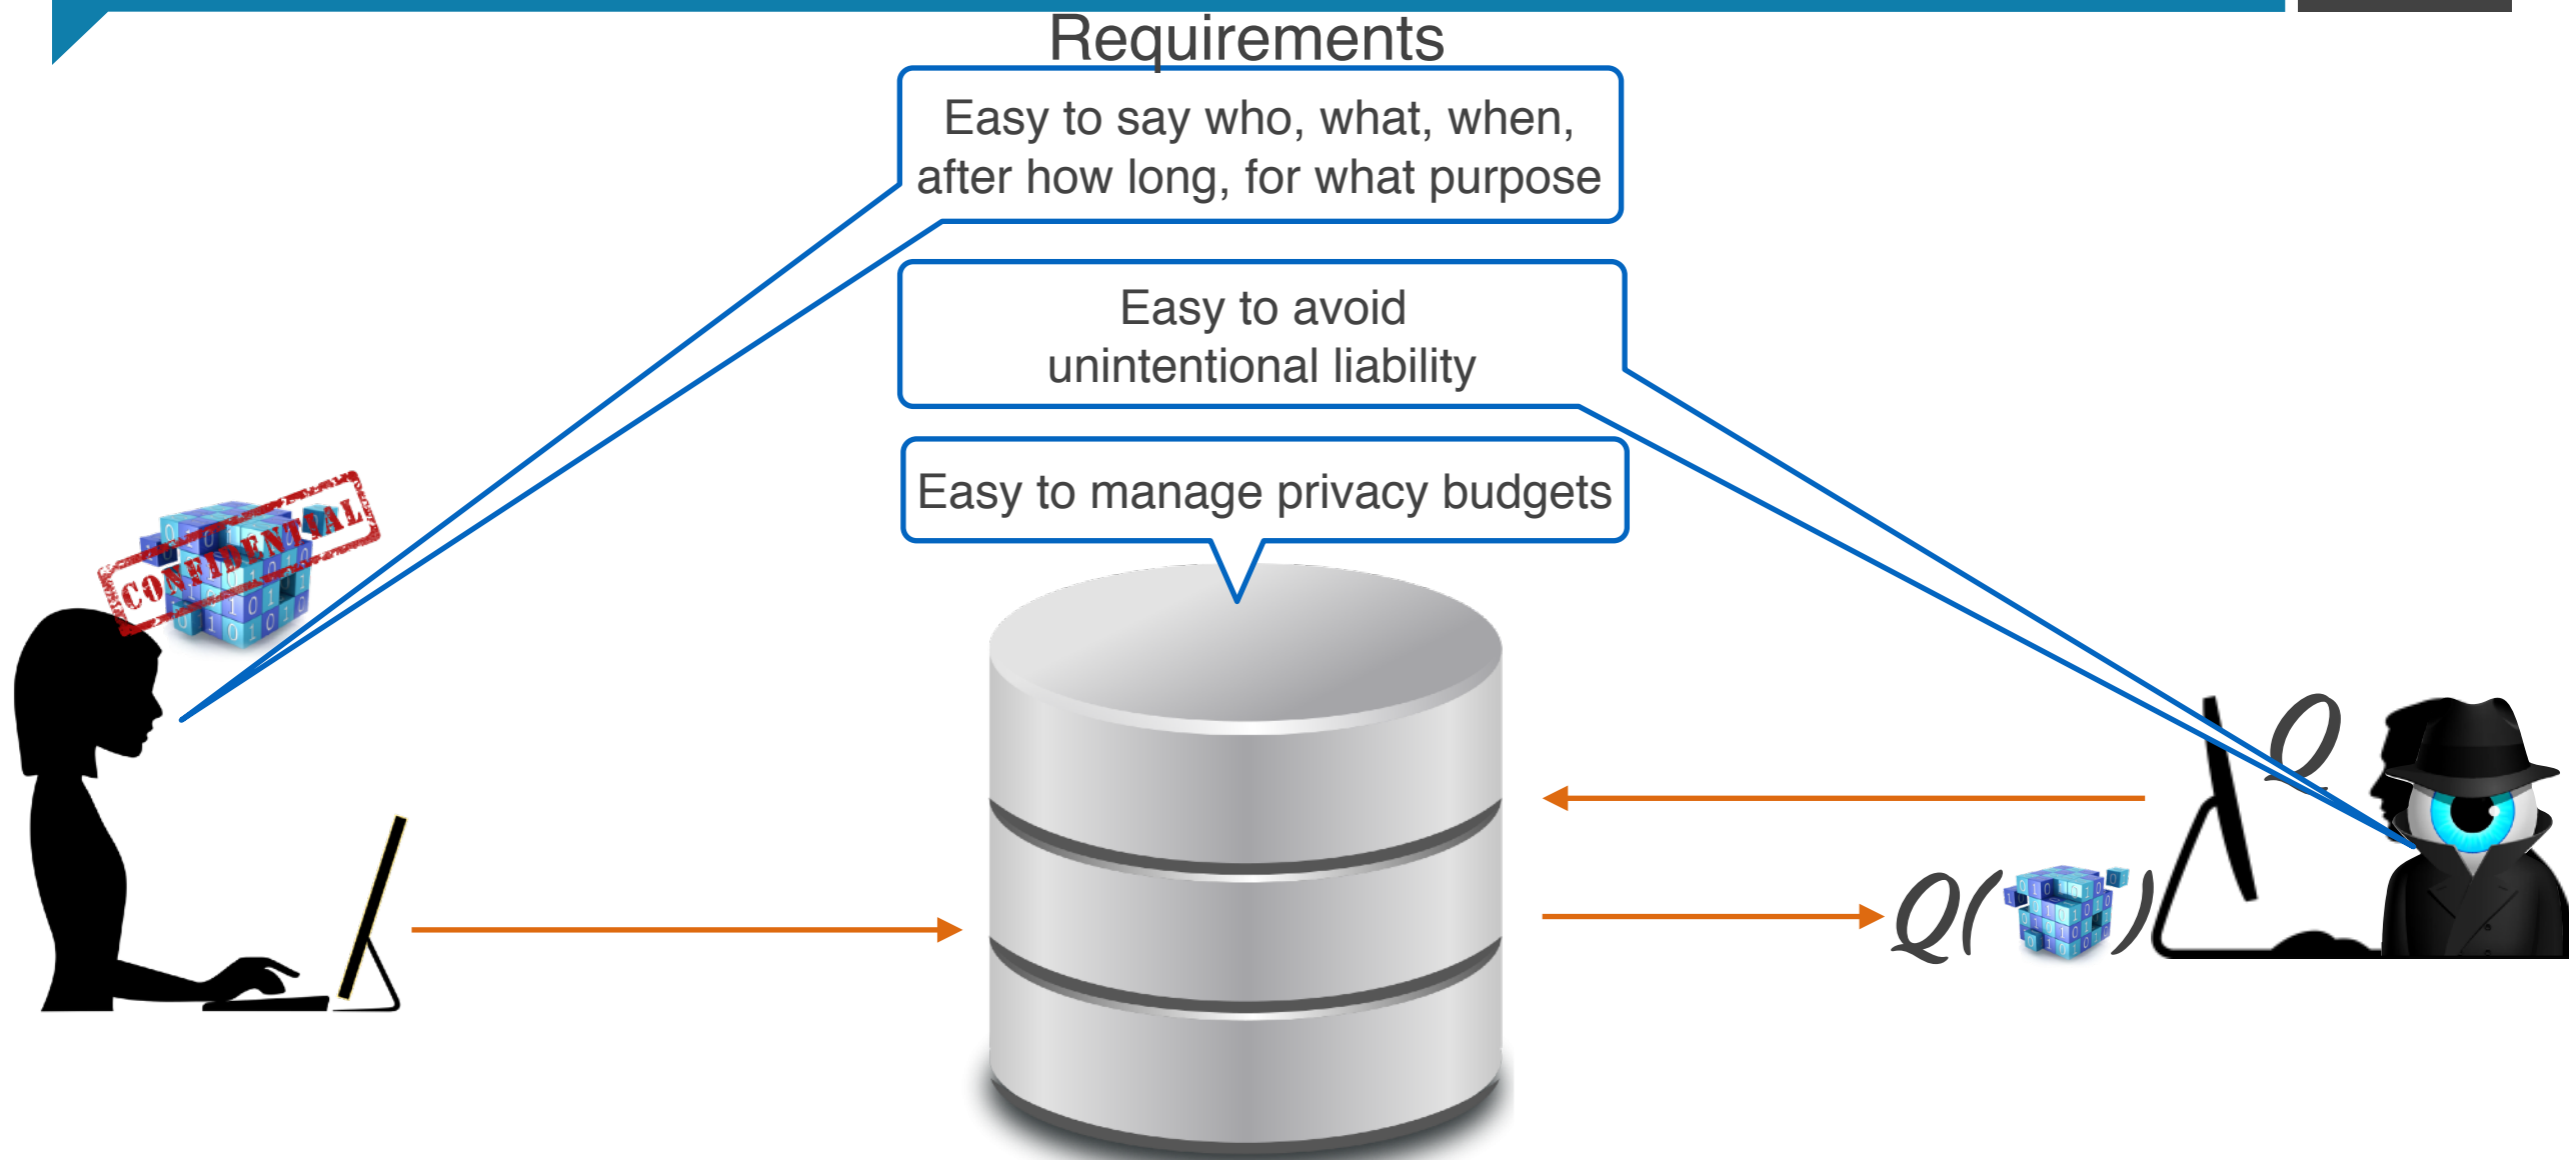 Requirements
Easy to say who, what, when,
after how long, for what purpose
Easy to avoid
unintentional liability
Easy to manage privacy budgets
CONFIDENTIAL
Q
Q( )